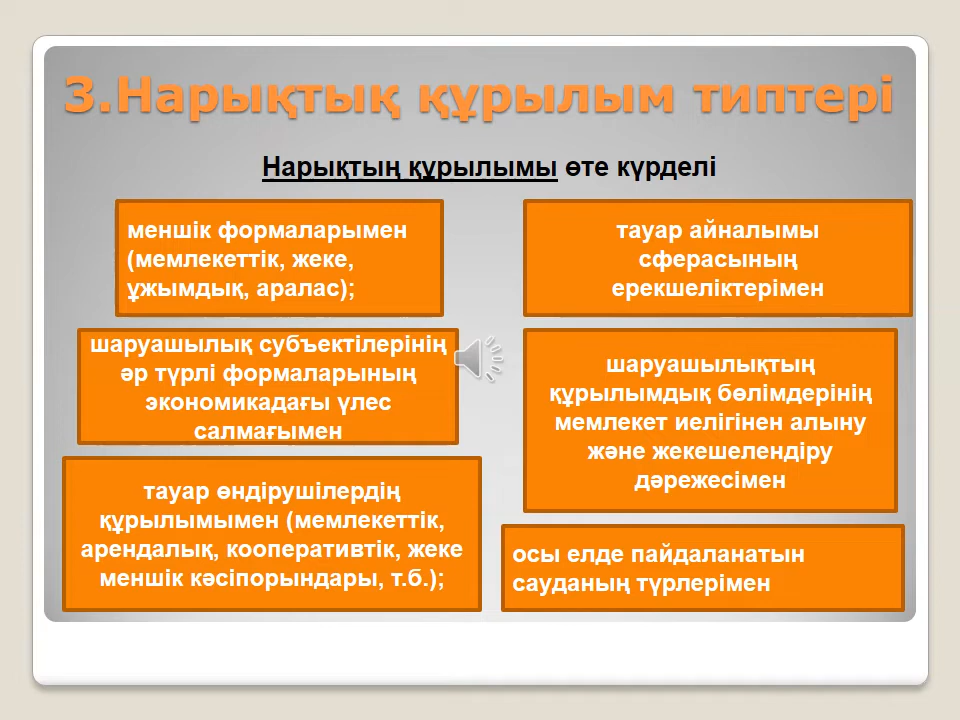 3.Нарықтық құрылым типтері
Нарықтың құрылымы өте күрделі
меншік формаларымен
(мемлекеттік, жеке,
ұжымдық, аралас);
тауар айналымы
сферасының
ерекшеліктерімен
шаруашылық субъектілерінің
әр түрлі формаларының
экономикадағы үлес
салмағымен
шаруашылықтың
құрылымдық бөлімдерінің
мемлекет иелігінен алыну
және жекешелендіру
дәрежесімен
тауар өндірушілердің
құрылымымен (мемлекеттік,
арендалық, кооперативтік, жеке
меншік кәсіпорындары, т.б.);
осы елде пайдаланатын
сауданың түрлерімен